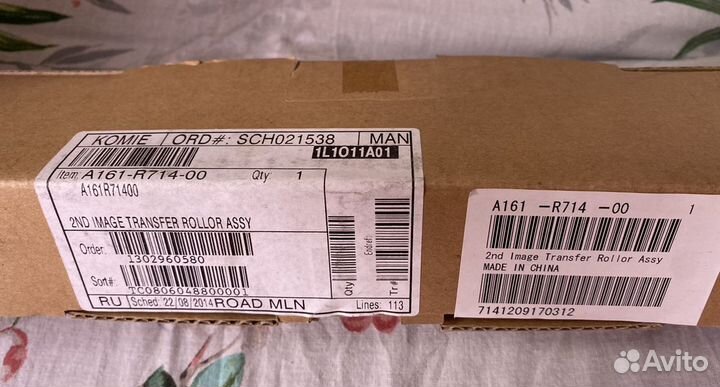 KOMIE ORD#: SCH021538 MAN
1L1O11A01
Item A161-R714-00 Qty 1
A161R71400
2ND IMAGE TRANSFER ROLLOR ASSY
Order:
1302960580
Sort#:
TC0806048800001
RU Sched: 22/08/2014 ROAD MLN Lines: 113
Qty
Tr#
A161 -R714 -00 1
2nd Image Transfer Rollor Assy
MADE IN CHINA
7141209170312
Avito